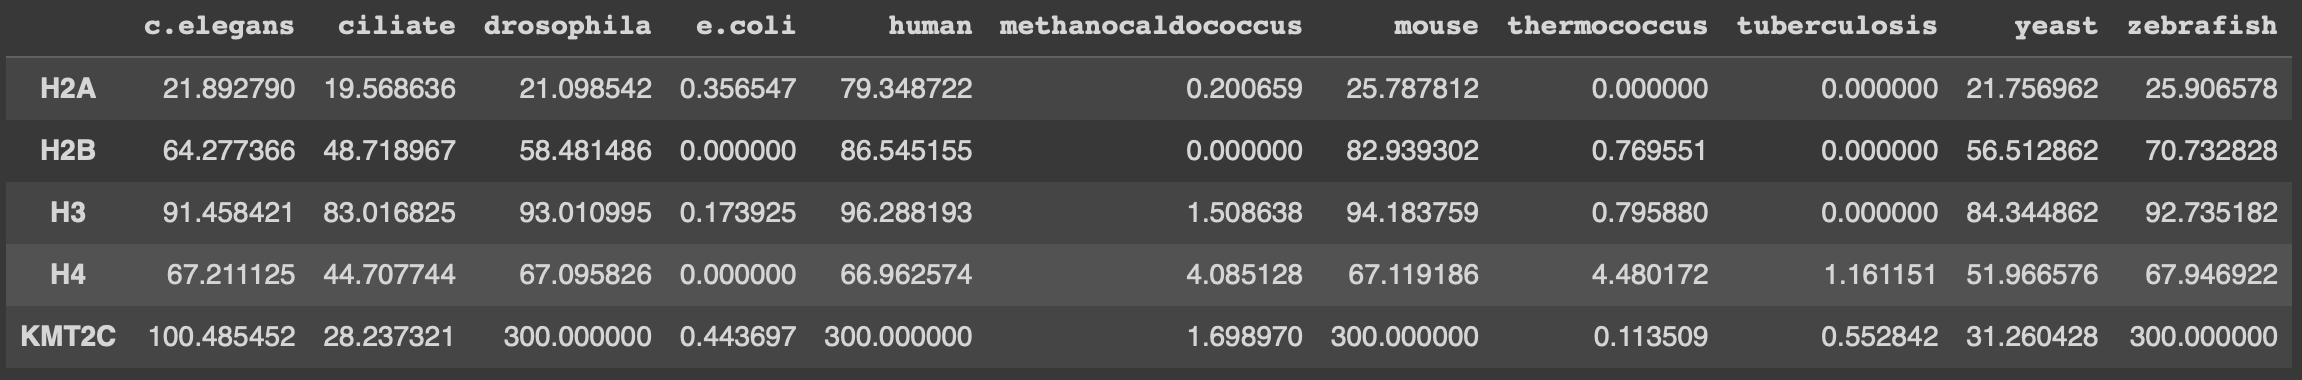 c.elegans ciliate drosophila e.coli human methanocaldococcus mouse thermococcus tuberculosis yeast zebrafish
H2A 21.892790 19.568636 21.098542 0.356547 79.348722 0.200659 25.787812 0.000000 0.000000 21.756962 25.906578
H2B 64.277366 48.718967 58.481486 0.000000 86.545155 0.000000 82.939302 0.769551 0.000000 56.512862 70.732828
H3 91.458421 83.016825 93.010995 0.173925 96.288193 1.508638 94.183759 0.795880 0.000000 84.344862 92.735182
H4 67.211125 44.707744 67.095826 0.000000 66.962574 4.085128 67.119186 4.480172 1.161151 51.966576 67.946922
KMT2C 100.485452 28.237321 300.000000 0.443697 300.000000 1.698970 300.000000 0.113509 0.552842 31.260428 300.000000